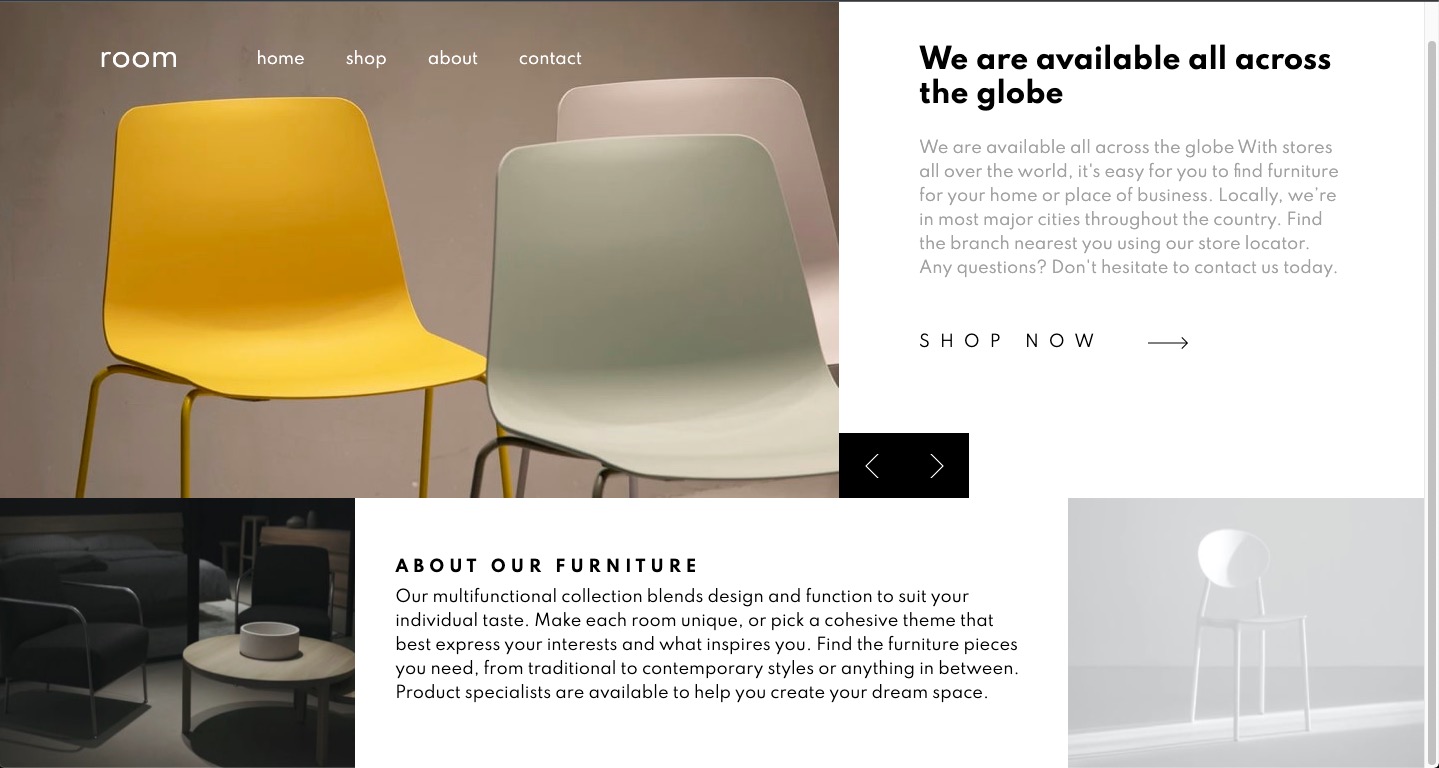 room
home shop about contact
We are available all across
the globe
We are available all across the globe With stores
all over the world, it's easy for you to find furniture
for your home or place of business. Locally, we're
in most major cities throughout the country. Find
the branch nearest you using our store locator.
Any questions? Don't hesitate to contact us today.
SHOP NOW
ABOUT OUR FURNITURE
Our multifunctional collection blends design and function to suit your
individual taste. Make each room unique, or pick a cohesive theme that
best express your interests and what inspires you. Find the furniture pieces
you need, from traditional to contemporary styles or anything in between.
Product specialists are available to help you create your dream space.